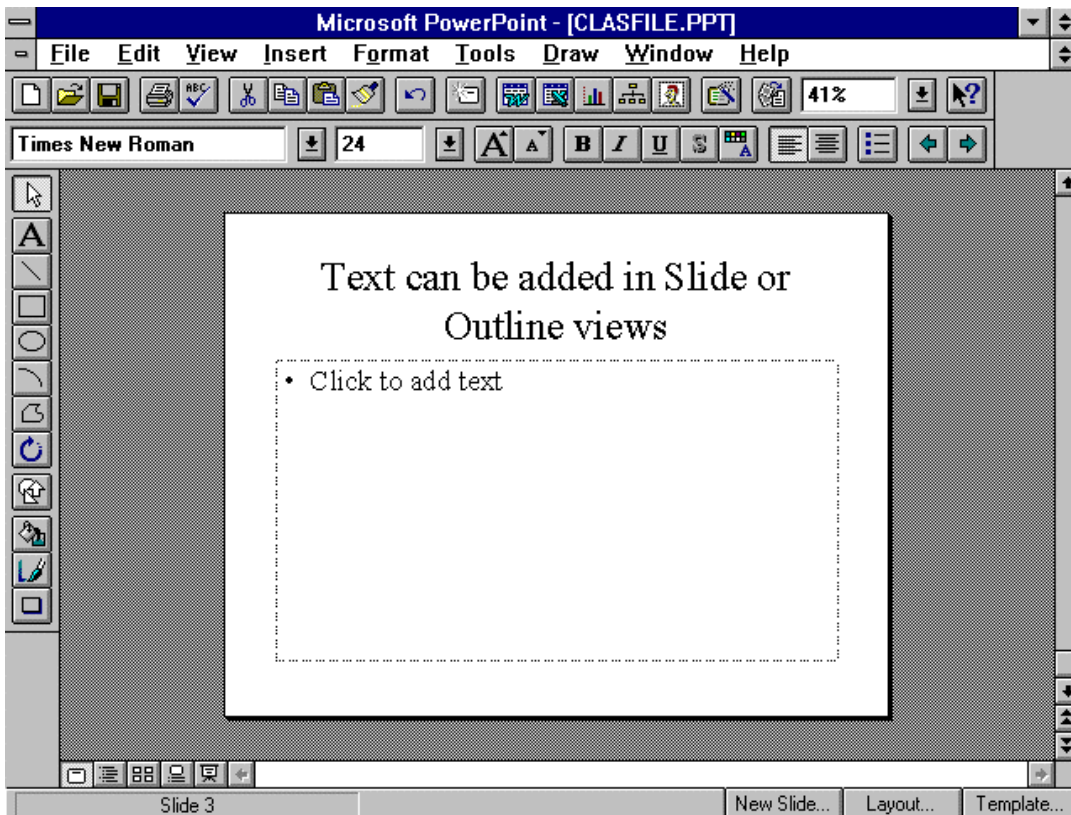 Microsoft PowerPoint - [CLASFILE.PPT]
File Edit View Insert Format Tools Draw Window Help
ABC 41% ?
Times New Roman 24 A A B I U S A
A
Text can be added in Slide or
Outline views
• Click to add text
Slide 3 New Slide... Layout... Template...